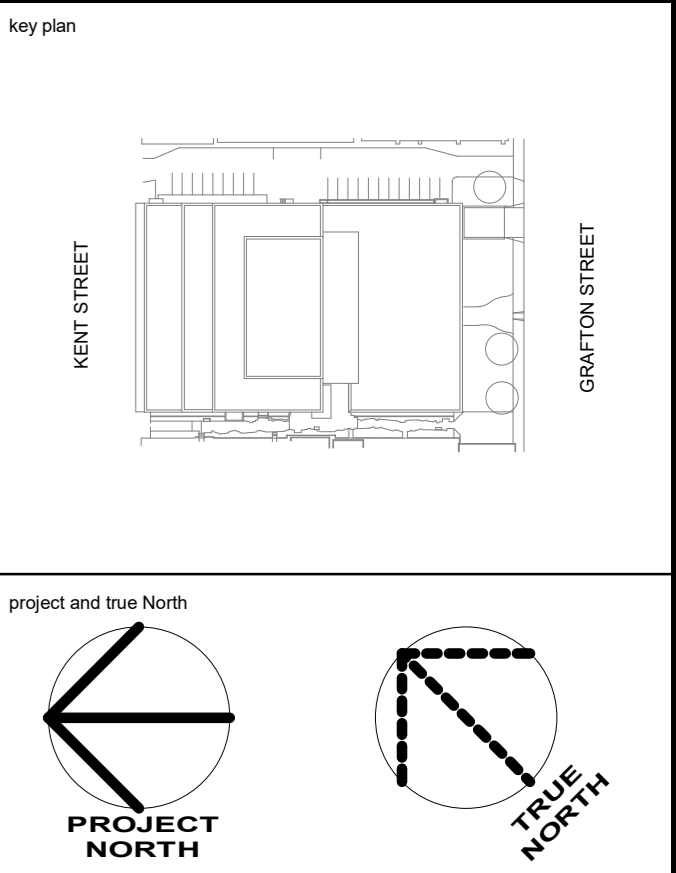 key plan
KENT STREET
GRAFTON STREET
project and true North
PROJECT
NORTH
TRUE
NORTH